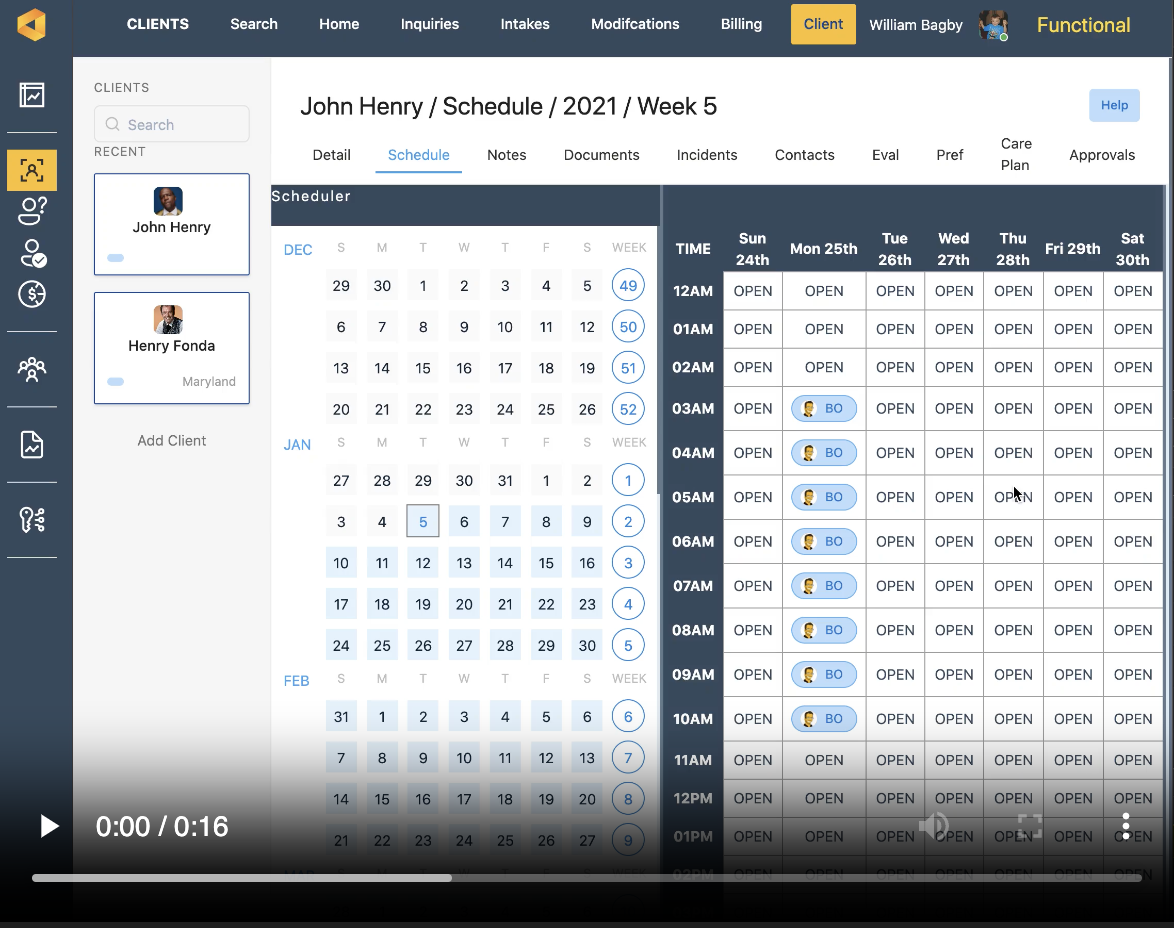 CLIENTS Search Home Inquiries Intakes Modifcations Billing Client William Bagby Functional
CLIENTS
Search
RECENT
John Henry
Henry Fonda
Maryland
Add Client
John Henry / Schedule / 2021 / Week 5
Help
Detail Schedule Notes Documents Incidents Contacts Eval Pref Care Plan Approvals
Scheduler
DEC S M T W T F S WEEK
29 30 1 2 3 4 5 49
6 7 8 9 10 11 12 50
13 14 15 16 17 18 19 51
20 21 22 23 24 25 26 52
JAN S M T W T F S WEEK
27 28 29 30 31 1 2 1
3 4 5 6 7 8 9 2
10 11 12 13 14 15 16 3
17 18 19 20 21 22 23 4
24 25 26 27 28 29 30 5
FEB S M T W T F S WEEK
31 1 2 3 4 5 6 6
7 8 9 10 11 12 13 7
14 15 16 17 18 19 20 8
21 22 23 24 25 26 27 9
TIME Sun 24th Mon 25th Tue 26th Wed 27th Thu 28th Fri 29th Sat 30th
12AM OPEN OPEN OPEN OPEN OPEN OPEN OPEN
01AM OPEN OPEN OPEN OPEN OPEN OPEN OPEN
02AM OPEN OPEN OPEN OPEN OPEN OPEN OPEN
03AM OPEN BO OPEN OPEN OPEN OPEN OPEN
04AM OPEN BO OPEN OPEN OPEN OPEN OPEN
05AM OPEN BO OPEN OPEN OPEN OPEN OPEN
06AM OPEN BO OPEN OPEN OPEN OPEN OPEN
07AM OPEN BO OPEN OPEN OPEN OPEN OPEN
08AM OPEN BO OPEN OPEN OPEN OPEN OPEN
09AM OPEN BO OPEN OPEN OPEN OPEN OPEN
10AM OPEN BO OPEN OPEN OPEN OPEN OPEN
11AM OPEN OPEN OPEN OPEN OPEN OPEN OPEN
12PM OPEN OPEN OPEN OPEN OPEN OPEN OPEN
01PM OPEN OPEN OPEN OPEN OPEN OPEN OPEN
02PM
0:00 / 0:16